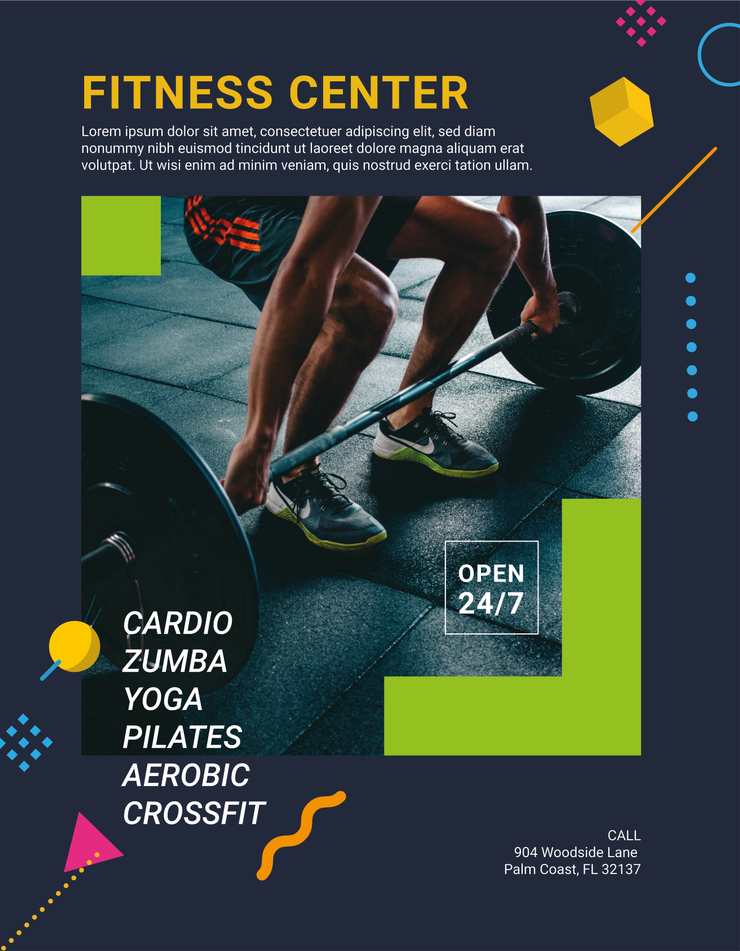 FITNESS CENTER
Lorem ipsum dolor sit amet, consectetuer adipiscing elit, sed diam
nonummy nibh euismod tincidunt ut laoreet dolore magna aliquam erat
volutpat. Ut wisi enim ad minim veniam, quis nostrud exerci tation ullam.
OPEN
24/7
CARDIO
ZUMBA
YOGA
PILATES
AEROBIC
CROSSFIT
CALL
904 Woodside Lane
Palm Coast, FL 32137